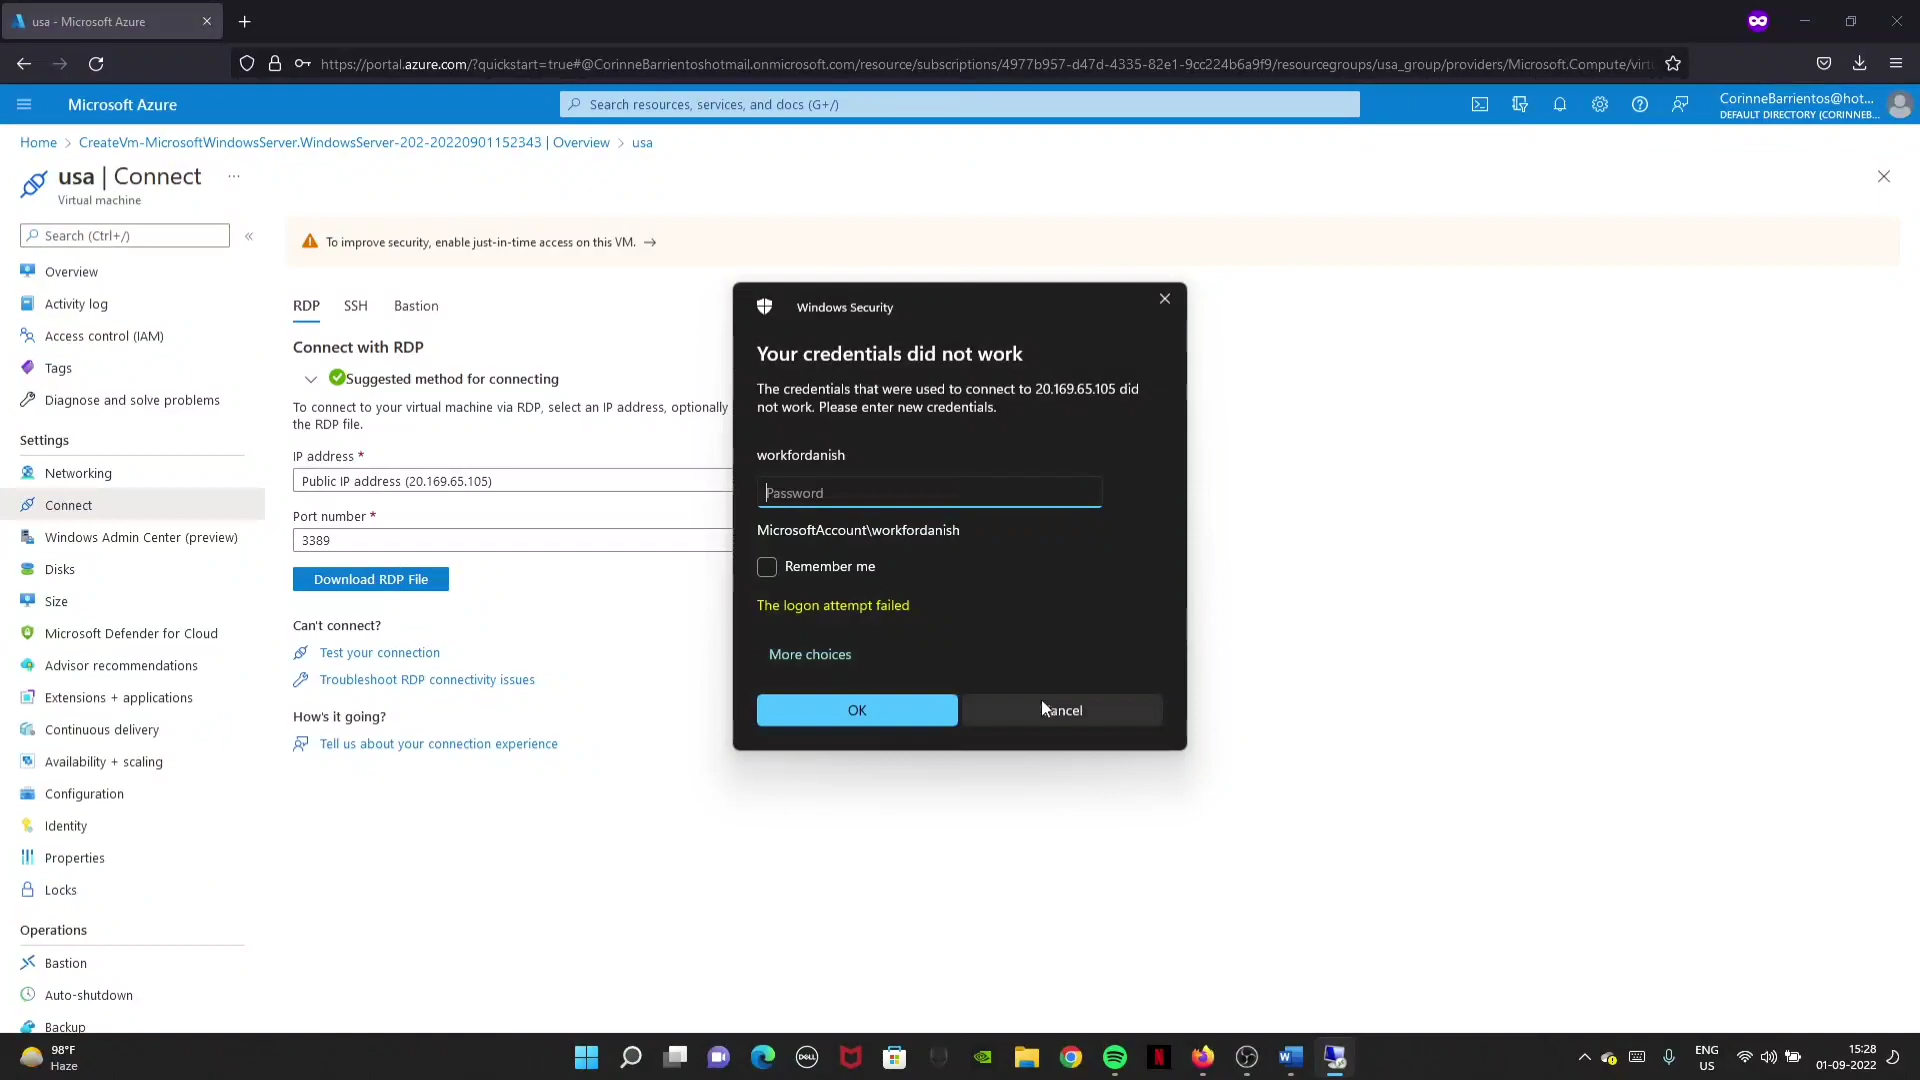 usa - Microsoft Azure
https://portal.azure.com/?quickstart=true#@CorinneBarrientoshotmail.onmicrosoft.com/resource/subscriptions/4977b957-d47d-4335-82e1-9cc224b6a9f9/resourcegroups/usa_group/providers/Microsoft.Compute/virt
Microsoft Azure
Search resources, services, and docs (G+/)
CorinneBarrientos@hot...
DEFAULT DIRECTORY (CORINNEB...
Home > CreateVm-MicrosoftWindowsServer.WindowsServer-202-20220901152343 | Overview > usa
usa | Connect ...
Virtual machine
Search (Ctrl+/)
«
To improve security, enable just-in-time access on this VM. →
Overview
Activity log
Access control (IAM)
Tags
Diagnose and solve problems
Settings
Networking
Connect
Windows Admin Center (preview)
Disks
Size
Microsoft Defender for Cloud
Advisor recommendations
Extensions + applications
Continuous delivery
Availability + scaling
Configuration
Identity
Properties
Locks
Operations
Bastion
Auto-shutdown
Backup
RDP SSH Bastion
Connect with RDP
Suggested method for connecting
To connect to your virtual machine via RDP, select an IP address, optionally
the RDP file.
IP address *
Public IP address (20.169.65.105)
Port number *
3389
Download RDP File
Can't connect?
Test your connection
Troubleshoot RDP connectivity issues
How's it going?
Tell us about your connection experience
Windows Security
Your credentials did not work
The credentials that were used to connect to 20.169.65.105 did
not work. Please enter new credentials.
workfordanish
Password
MicrosoftAccount\workfordanish
Remember me
The logon attempt failed
More choices
OK
ancel
98°F
Haze
DELL
N
W
ENG
US
15:28
01-09-2022